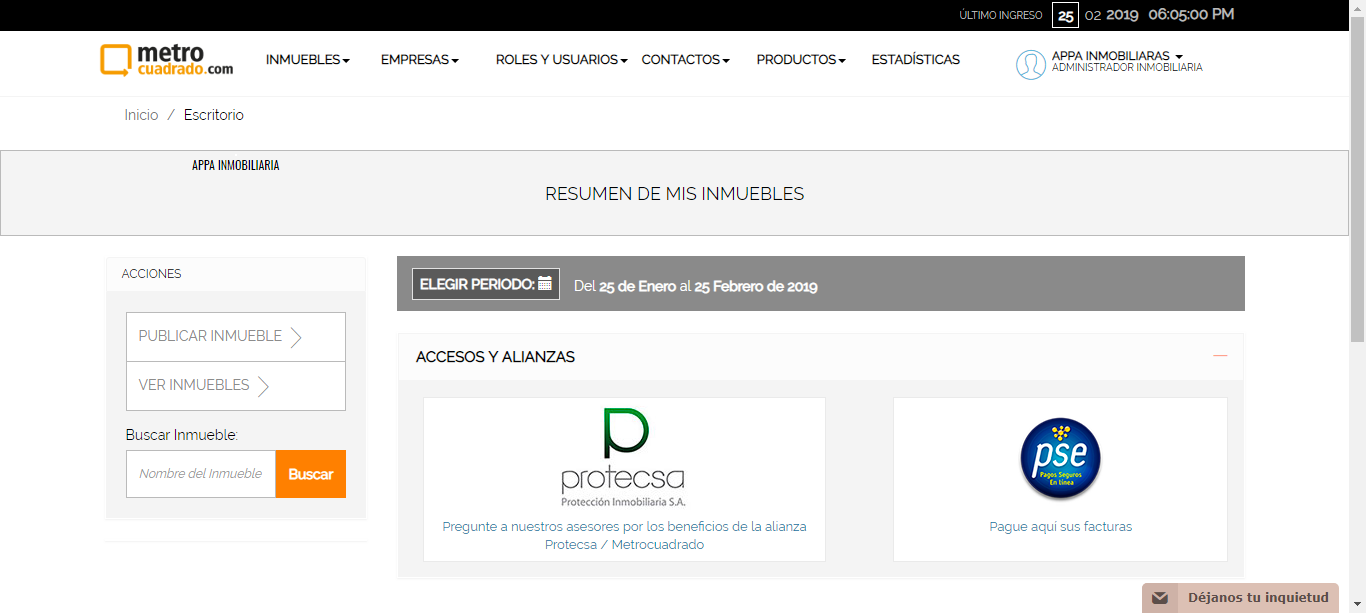 ÚLTIMO INGRESO 25 02 2019 06:05:00 PM
metro
cuadrado.com
INMUEBLES EMPRESAS ROLES Y USUARIOS CONTACTOS PRODUCTOS ESTADÍSTICAS
APPA INMOBILIARAS
ADMINISTRADOR INMOBILIARIA
Inicio / Escritorio
APPA INMOBILIARIA
RESUMEN DE MIS INMUEBLES
ACCIONES
PUBLICAR INMUEBLE
VER INMUEBLES
Buscar Inmueble:
Nombre del Inmueble Buscar
ELEGIR PERIODO: Del 25 de Enero al 25 Febrero de 2019
ACCESOS Y ALIANZAS
protecsa
Protección Inmobiliaria S.A.
Pregunte a nuestros asesores por los beneficios de la alianza
Protecsa / Metrocuadrado
pse
Pagos Seguros
En línea
Pague aquí sus facturas
Déjanos tu inquietud